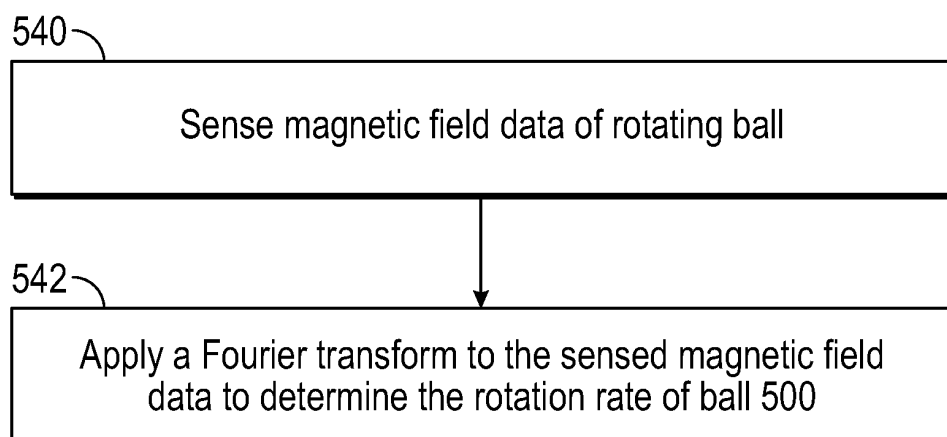 540
Sense magnetic field data of rotating ball
542
Apply a Fourier transform to the sensed magnetic field
data to determine the rotation rate of ball 500